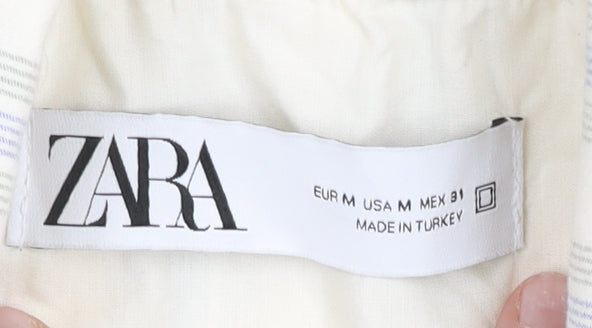 ZARA
EUR M USA M MEX 31
MADE IN TURKEY